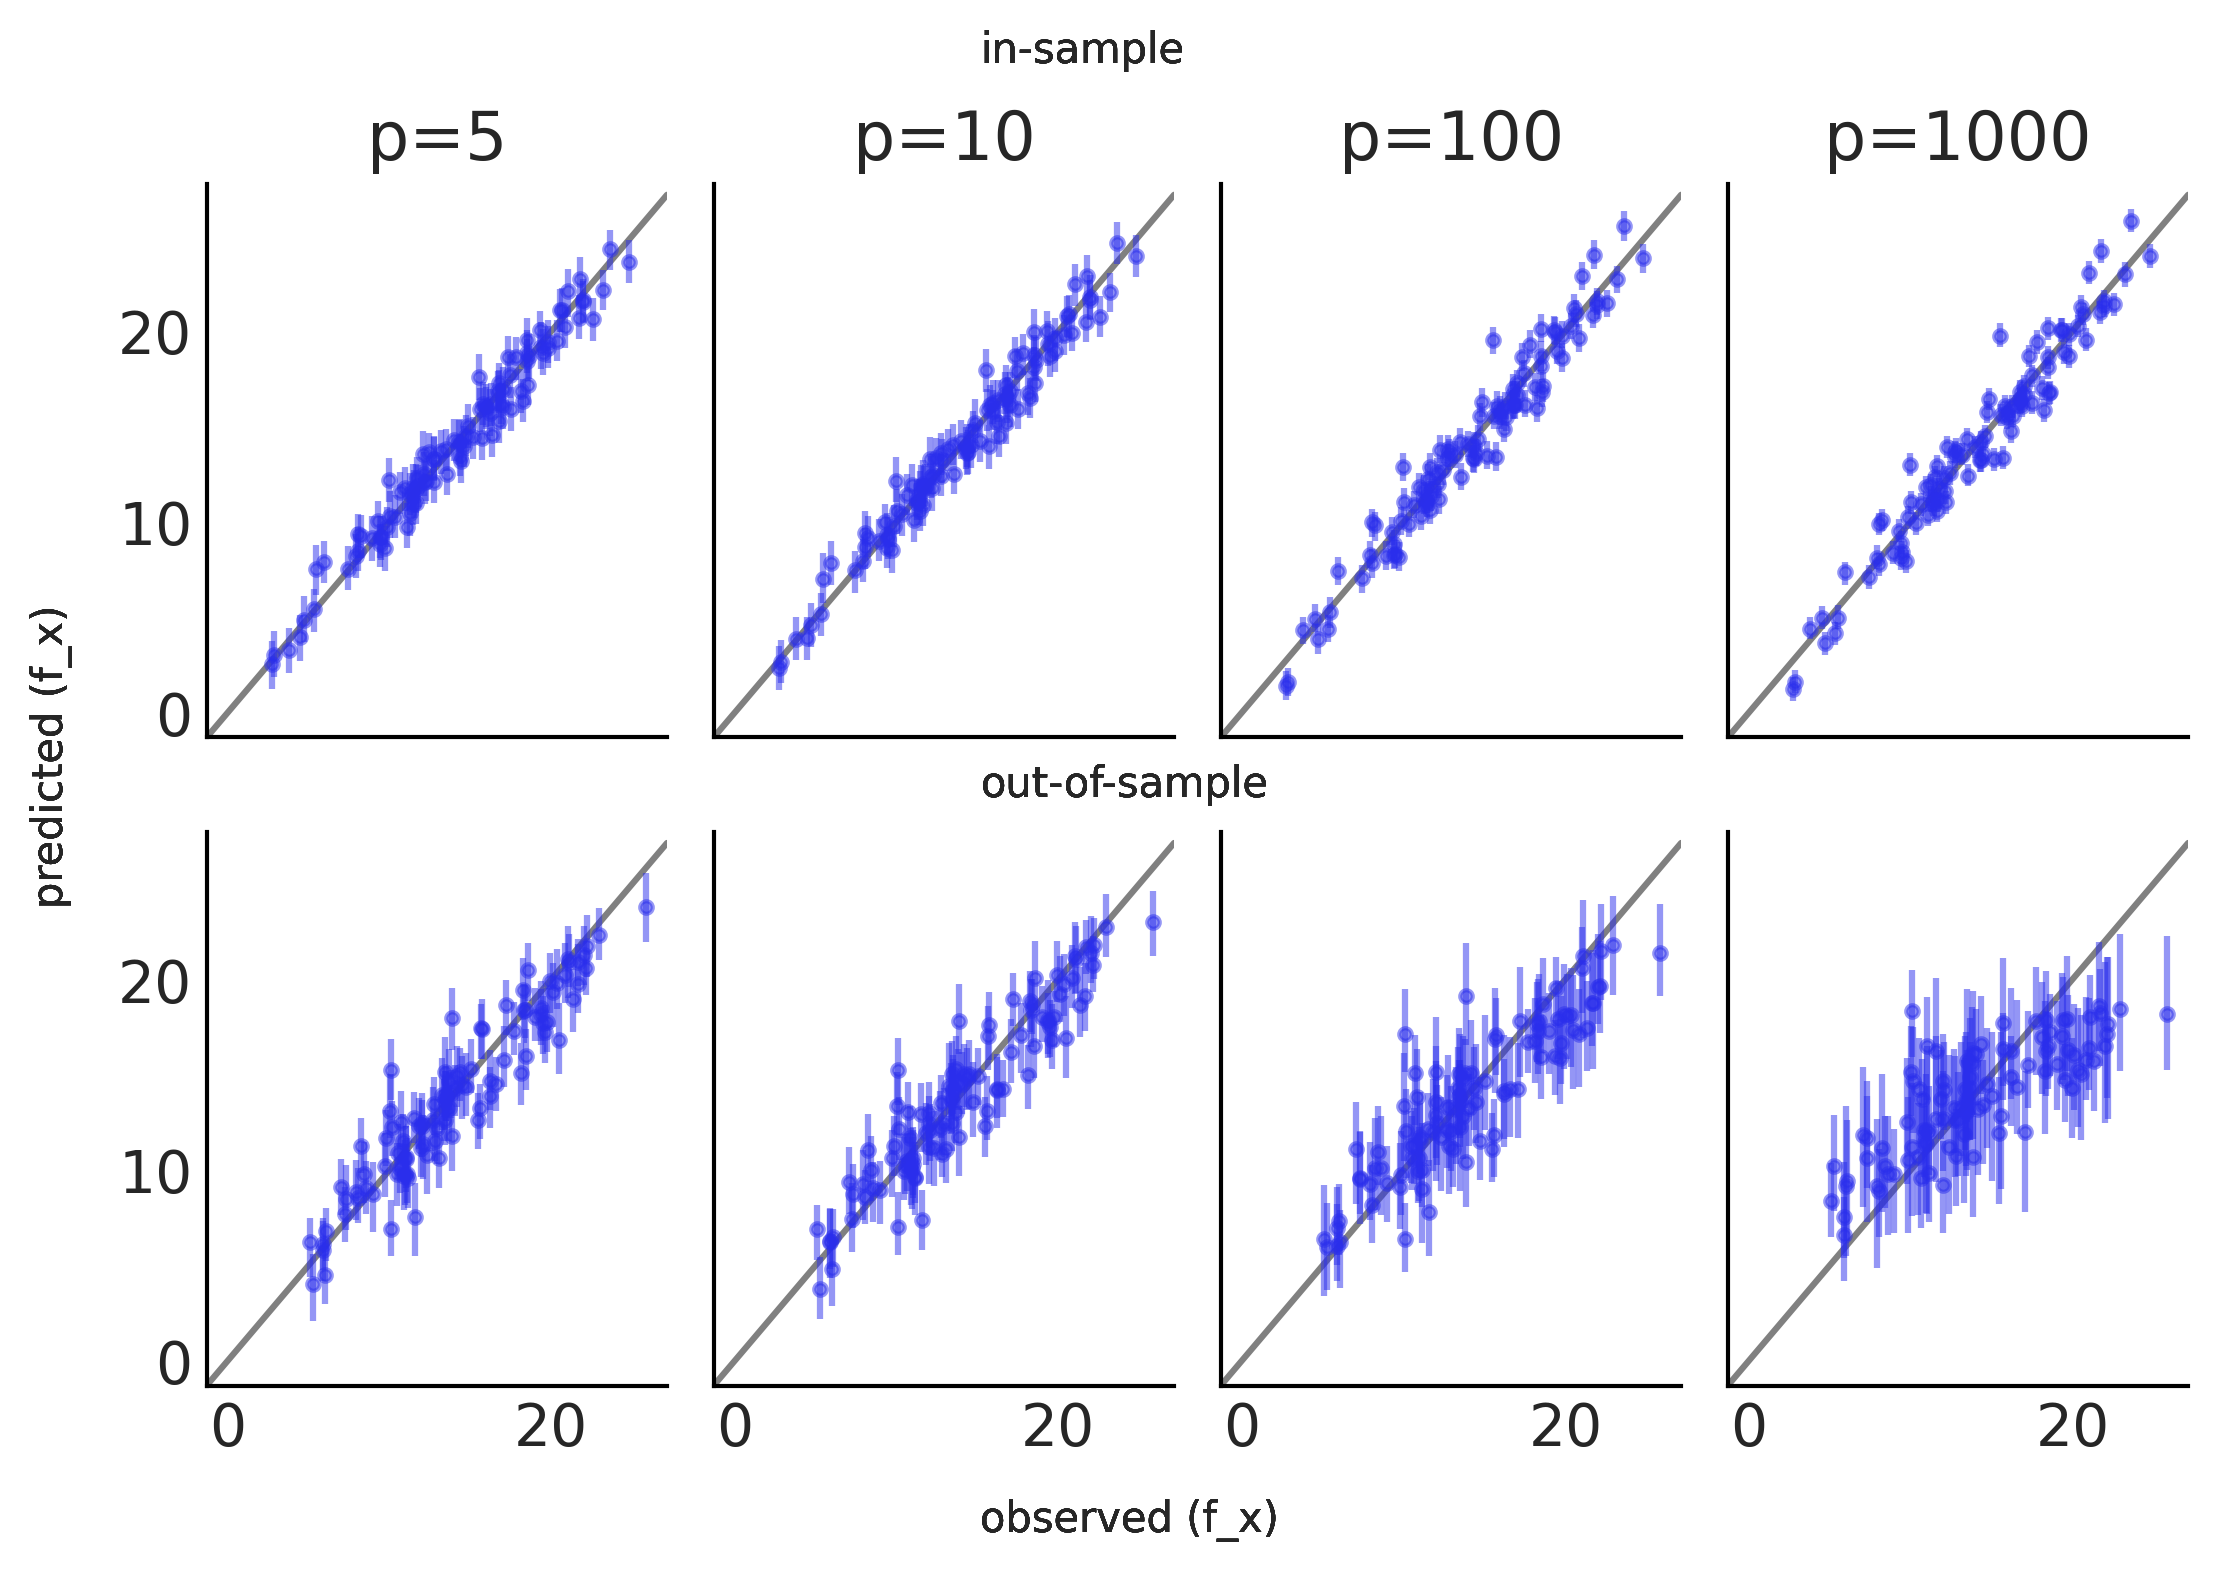 in-sample
p=5 p=10 p=100 p=1000
20
10
0
predicted (f_x)
out-of-sample
20
10
0
0 20 0 20 0 20 0 20
observed (f_x)